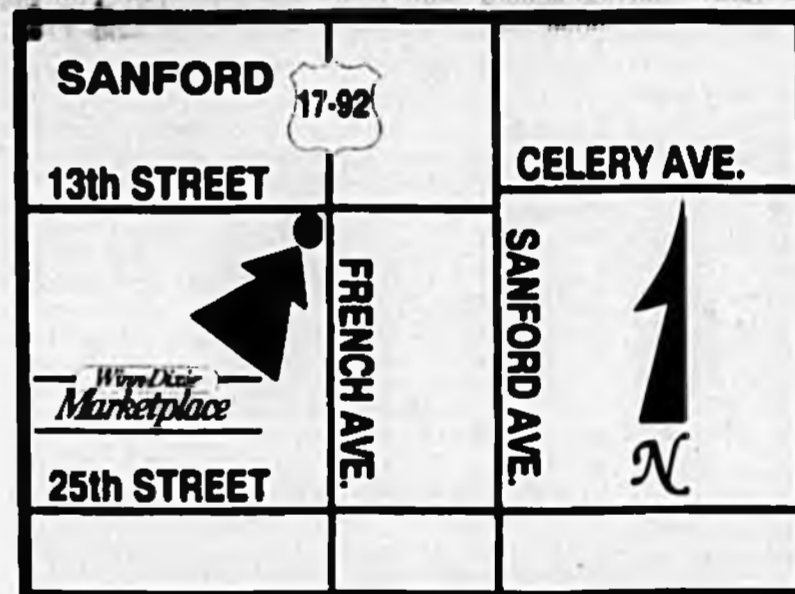 SANFORD
17-92
13th STREET
CELERY AVE.
FRENCH AVE.
SANFORD AVE.
Winn Dixie
Marketplace
25th STREET
N